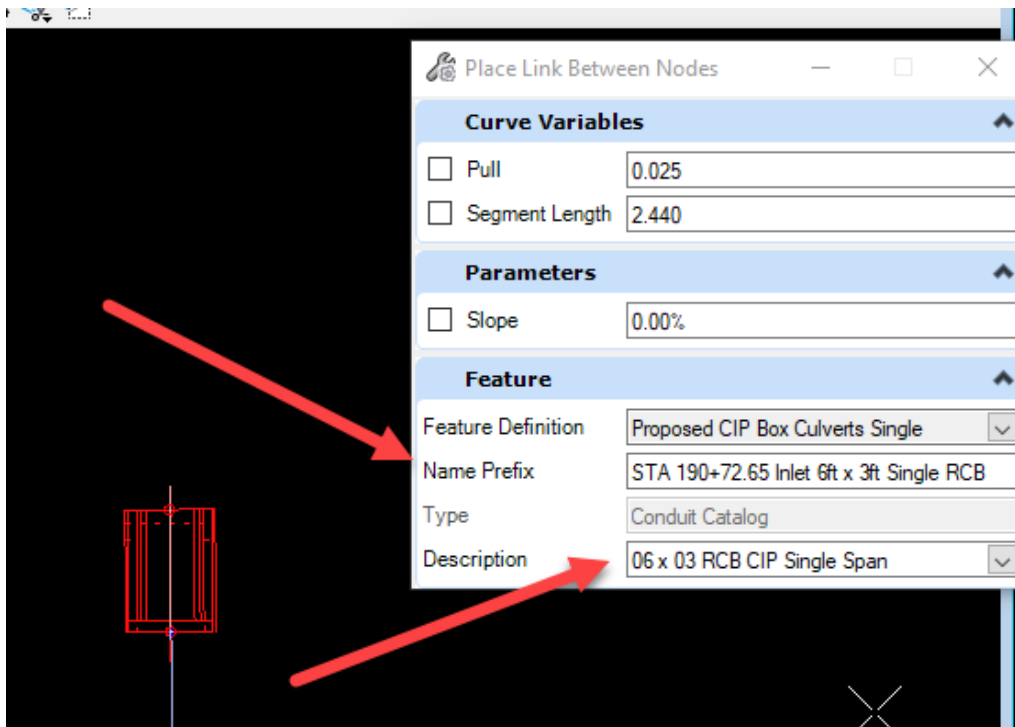 Place Link Between Nodes
Curve Variables
Pull 0.025
Segment Length 2.440
Parameters
Slope 0.00%
Feature
Feature Definition Proposed CIP Box Culverts Single
Name Prefix STA 190+72.65 Inlet 6ft x 3ft Single RCB
Type Conduit Catalog
Description 06 x 03 RCB CIP Single Span